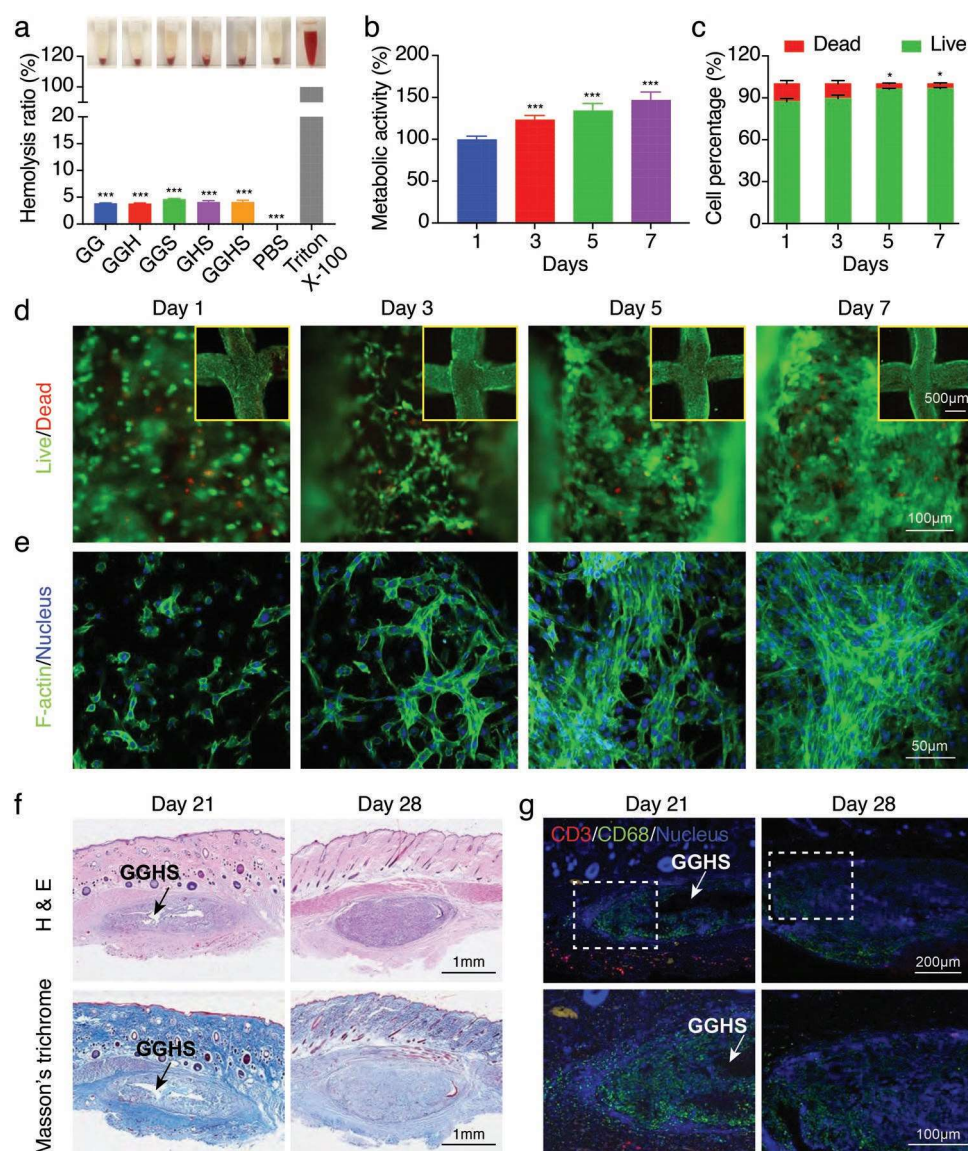 a
Hemolysis ratio (%)
120
100
80
20
15
10
5
0
*** *** *** *** *** ***
GG GGH GGS GHS GGHS PBS Triton X-100
b
Metabolic activity (%)
200
150
100
50
0
*** *** ***
1 3 5 7
Days
c
Dead Live
Cell percentage (%)
120
90
60
30
0
* *
1 3 5 7
Days
d
Day 1 Day 3 Day 5 Day 7
Live/Dead
500µm
100µm
e
F-actin/Nucleus
50µm
f
Day 21 Day 28
H & E
GGHS
1mm
Masson's trichrome
GGHS
1mm
g
Day 21 Day 28
CD3/CD68/Nucleus
GGHS
200µm
GGHS
100µm